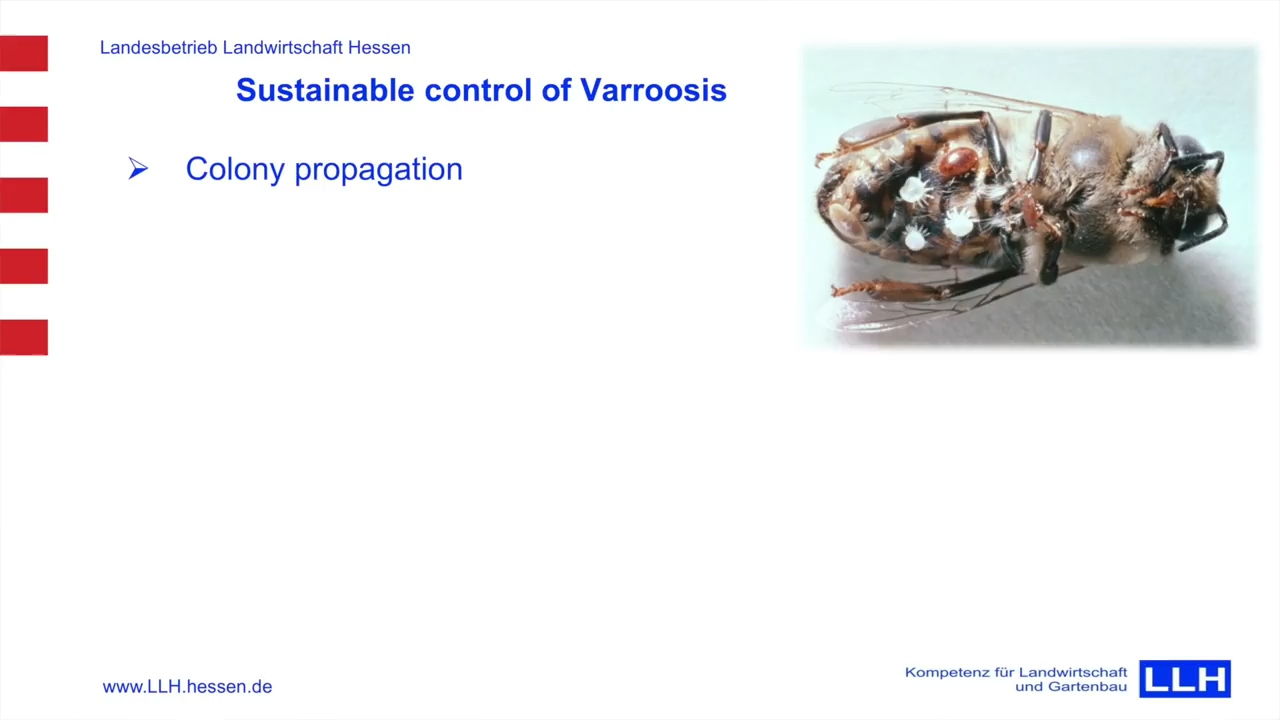 Landesbetrieb Landwirtschaft Hessen
Sustainable control of Varroosis
Colony propagation
www.LLH.hessen.de
Kompetenz für Landwirtschaft
und Gartenbau
LLH